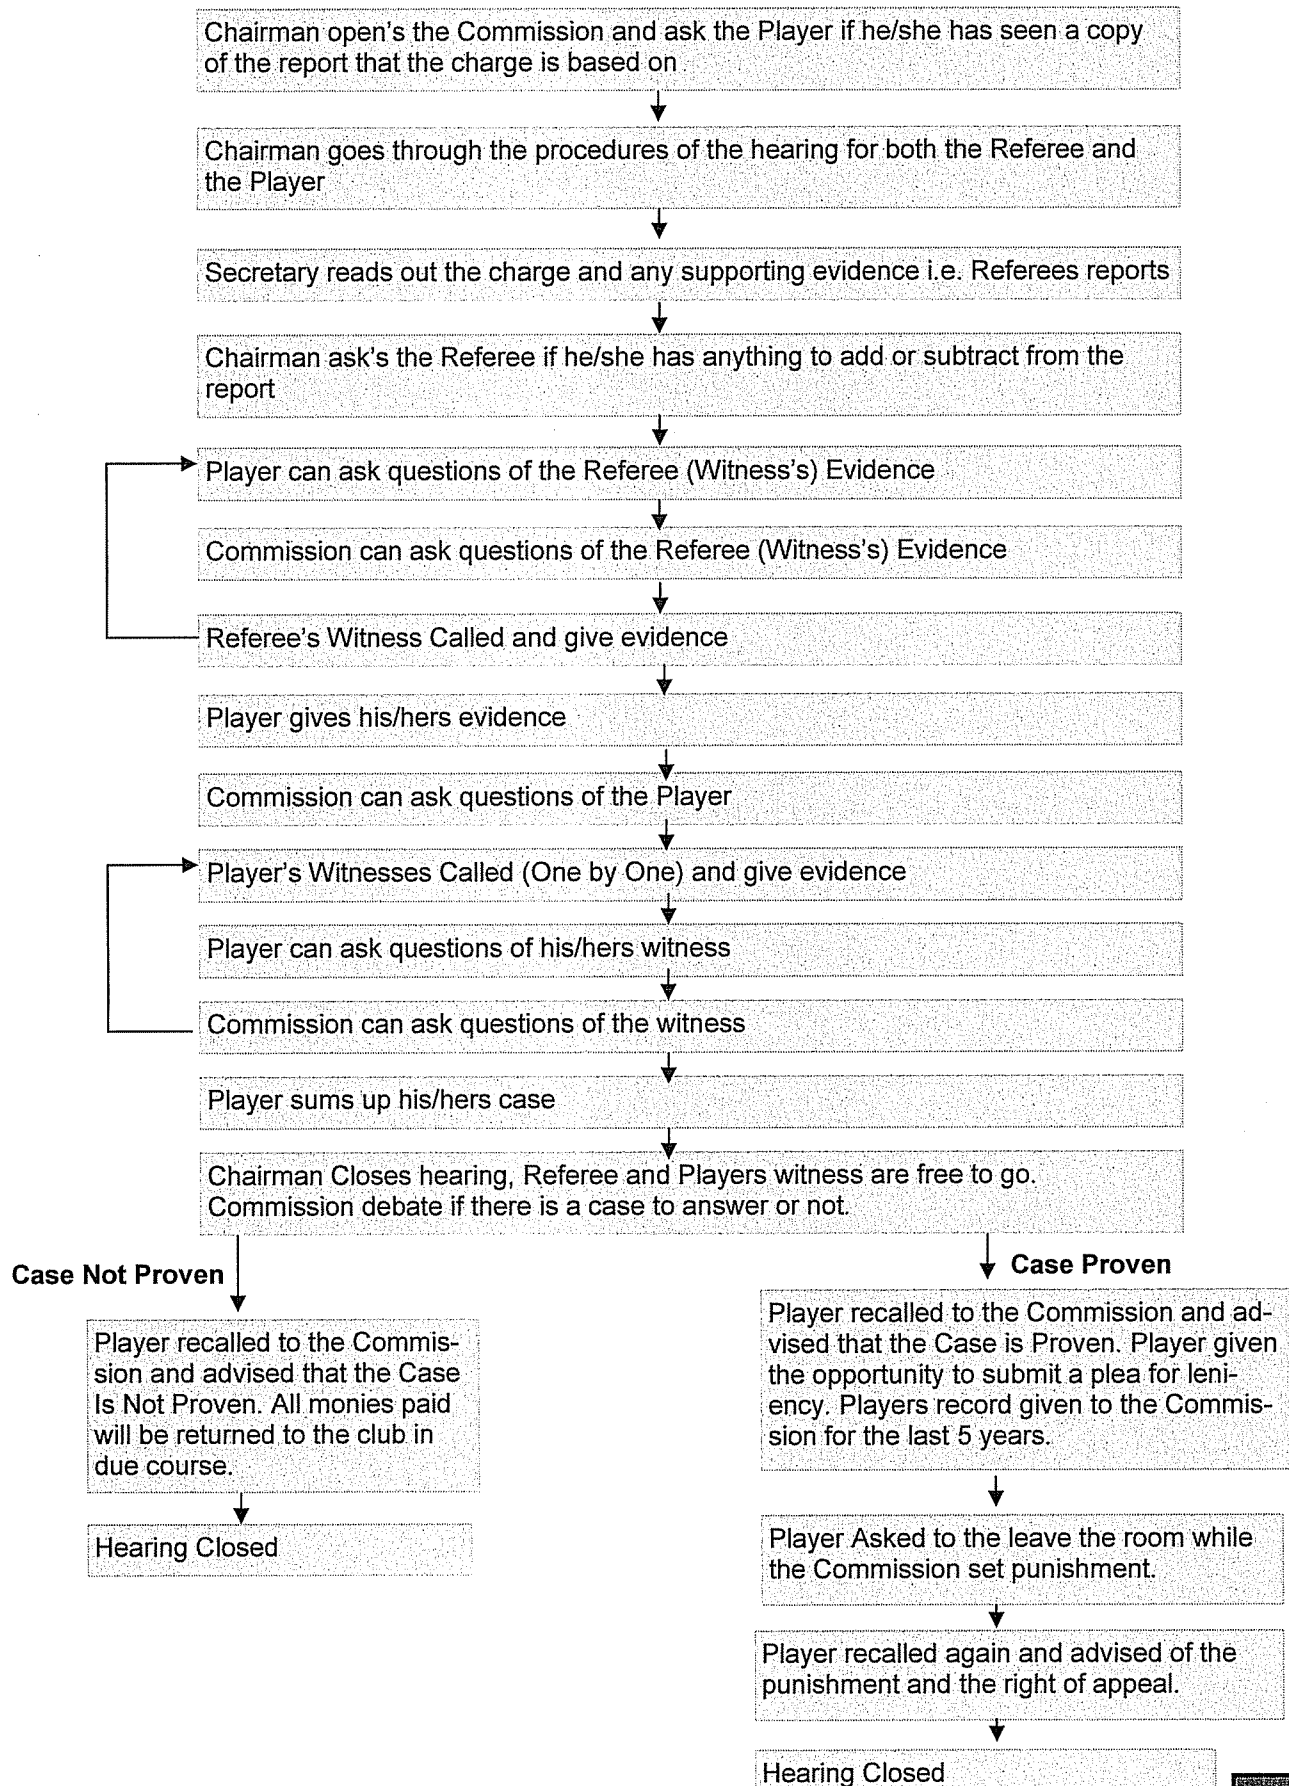 Chairman open's the Commission and ask the Player if he/she has seen a copy
of the report that the charge is based on
Chairman goes through the procedures of the hearing for both the Referee and
the Player
Secretary reads out the charge and any supporting evidence i.e. Referees reports
Chairman ask's the Referee if he/she has anything to add or subtract from the
report
Player can ask questions of the Referee (Witness's) Evidence
Commission can ask questions of the Referee (Witness's) Evidence
Referee's Witness Called and give evidence
Player gives his/hers evidence
Commission can ask questions of the Player
Player's Witnesses Called (One by One) and give evidence
Player can ask questions of his/hers witness
Commission can ask questions of the witness
Player sums up his/hers case
Chairman Closes hearing, Referee and Players witness are free to go.
Commission debate if there is a case to answer or not.
Case Not Proven
Player recalled to the Commis-
sion and advised that the Case
Is Not Proven. All monies paid
will be returned to the club in
due course.
Hearing Closed
Case Proven
Player recalled to the Commission and ad-
vised that the Case is Proven. Player given
the opportunity to submit a plea for leni-
ency. Players record given to the Commis-
sion for the last 5 years.
Player Asked to the leave the room while
the Commission set punishment.
Player recalled again and advised of the
punishment and the right of appeal.
Hearing Closed